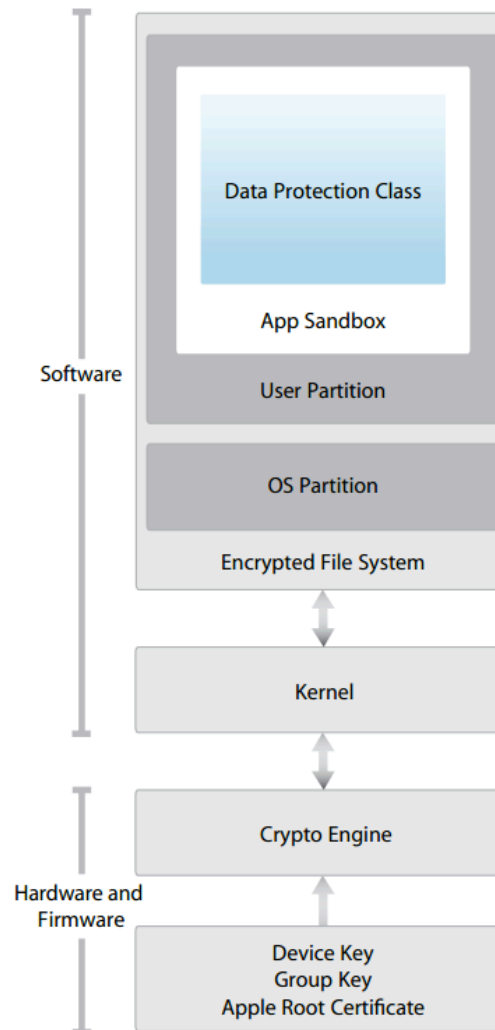 Data Protection Class
App Sandbox
User Partition
OS Partition
Encrypted File System
Software
Kernel
Crypto Engine
Hardware and
Firmware
Device Key
Group Key
Apple Root Certificate